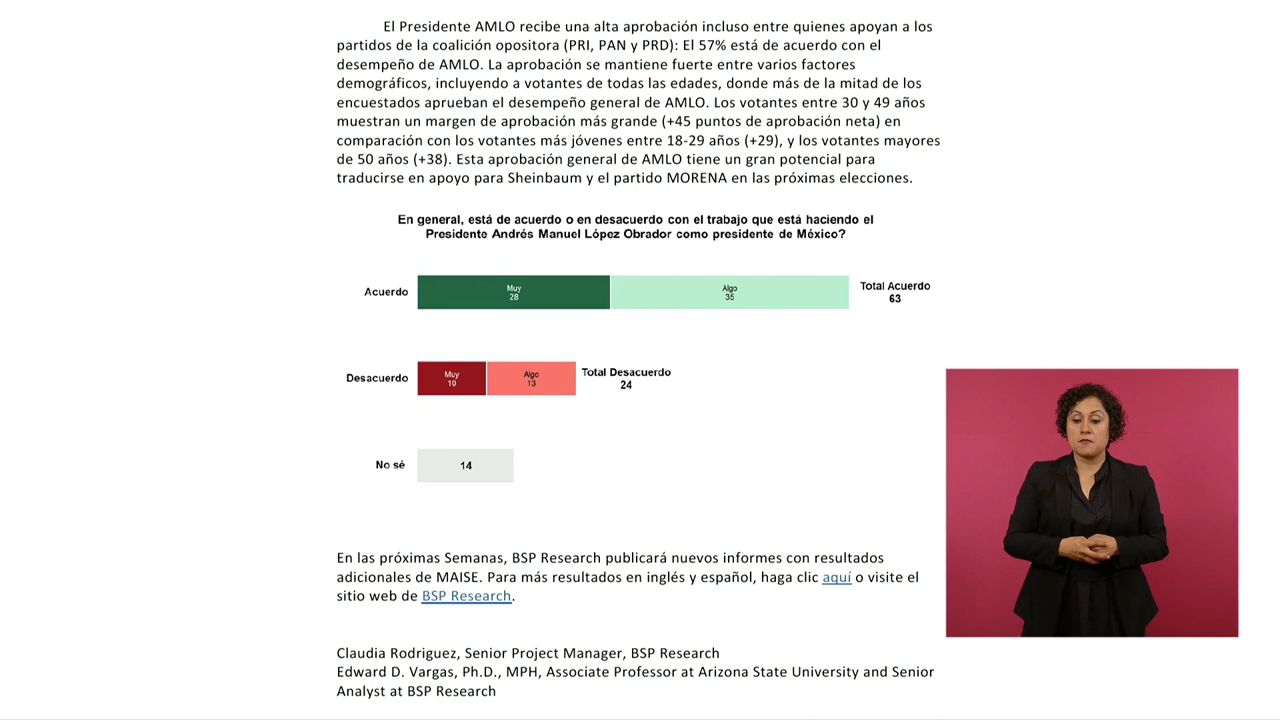 El Presidente AMLO recibe una alta aprobación incluso entre quienes apoyan a los
partidos de la coalición opositora (PRI, PAN y PRD): El 57% está de acuerdo con el
desempeño de AMLO. La aprobación se mantiene fuerte entre varios factores
demográficos, incluyendo a votantes de todas las edades, donde más de la mitad de los
encuestados aprueban el desempeño general de AMLO. Los votantes entre 30 y 49 años
muestran un margen de aprobación más grande (+45 puntos de aprobación neta) en
comparación con los votantes más jóvenes entre 18-29 años (+29), y los votantes mayores
de 50 años (+38). Esta aprobación general de AMLO tiene un gran potencial para
traducirse en apoyo para Sheinbaum y el partido MORENA en las próximas elecciones.
En general, está de acuerdo o en desacuerdo con el trabajo que está haciendo el
Presidente Andrés Manuel López Obrador como presidente de México?
Acuerdo
Muy
28
Algo
35
Total Acuerdo
63
Desacuerdo
Muy
10
Algo
13
Total Desacuerdo
24
No sé
14
En las próximas Semanas, BSP Research publicará nuevos informes con resultados
adicionales de MAISE. Para más resultados en inglés y español, haga clic aquí o visite el
sitio web de BSP Research.
Claudia Rodriguez, Senior Project Manager, BSP Research
Edward D. Vargas, Ph.D., MPH, Associate Professor at Arizona State University and Senior
Analyst at BSP Research